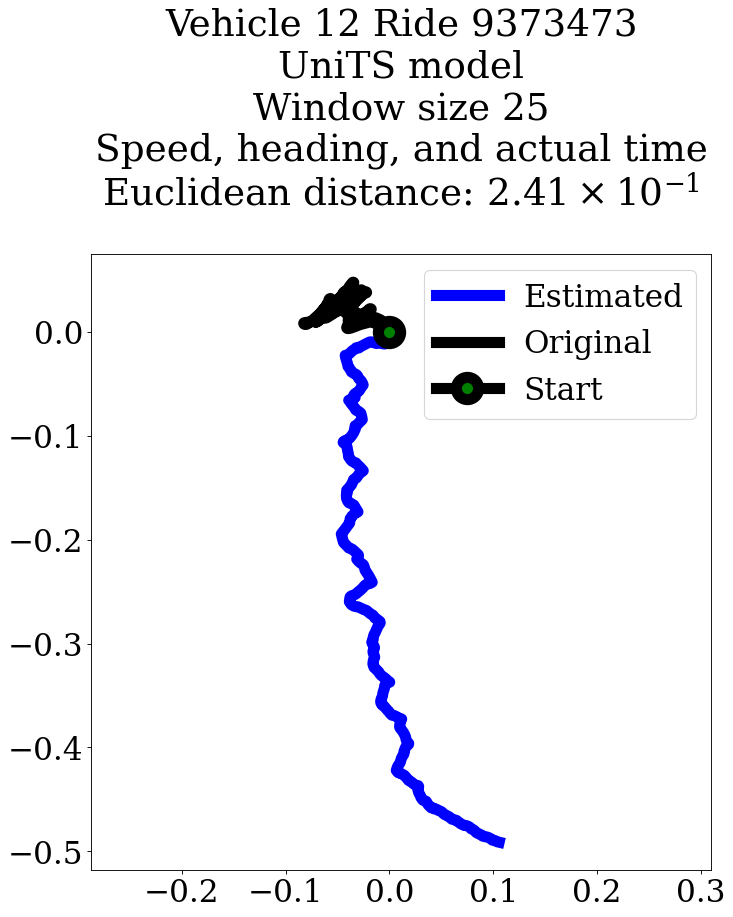 Vehicle 12 Ride 9373473
UniTS model
Window size 25
Speed, heading, and actual time
Euclidean distance: 2.41 × 10⁻¹
Estimated
Original
Start
0.0
−0.1
−0.2
−0.3
−0.4
−0.5
−0.2 −0.1 0.0 0.1 0.2 0.3